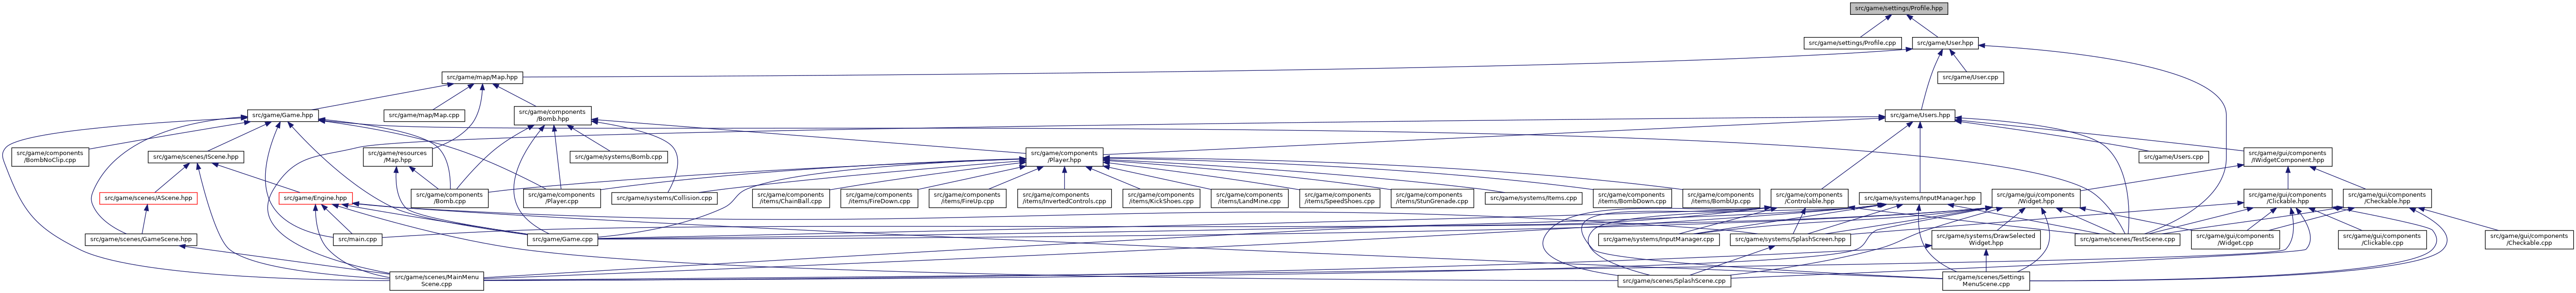 src/game/settings/Profile.hpp
src/game/settings/Profile.cpp
src/game/User.hpp
src/game/map/Map.hpp
src/game/User.cpp
src/game/Game.hpp
src/game/map/Map.cpp
src/game/components
/Bomb.hpp
src/game/Users.hpp
src/game/components
/BombNoClip.cpp
src/game/scenes/IScene.hpp
src/game/resources
/Map.hpp
src/game/systems/Bomb.cpp
src/game/components
/Player.hpp
src/game/Users.cpp
src/game/gui/components
/IWidgetComponent.hpp
src/game/scenes/AScene.hpp
src/game/Engine.hpp
src/game/components
/Bomb.cpp
src/game/components
/Player.cpp
src/game/systems/Collision.cpp
src/game/components
/items/ChainBall.cpp
src/game/components
/items/FireDown.cpp
src/game/components
/items/FireUp.cpp
src/game/components
/items/InvertedControls.cpp
src/game/components
/items/KickShoes.cpp
src/game/components
/items/LandMine.cpp
src/game/components
/items/SpeedShoes.cpp
src/game/components
/items/StunGrenade.cpp
src/game/systems/Items.cpp
src/game/components
/items/BombDown.cpp
src/game/components
/items/BombUp.cpp
src/game/components
/Controlable.hpp
src/game/systems/InputManager.hpp
src/game/gui/components
/Widget.hpp
src/game/gui/components
/Clickable.hpp
src/game/gui/components
/Checkable.hpp
src/game/scenes/GameScene.hpp
src/main.cpp
src/game/Game.cpp
src/game/systems/InputManager.cpp
src/game/systems/SplashScreen.hpp
src/game/systems/DrawSelected
Widget.hpp
src/game/scenes/TestScene.cpp
src/game/gui/components
/Widget.cpp
src/game/gui/components
/Clickable.cpp
src/game/gui/components
/Checkable.cpp
src/game/scenes/MainMenu
Scene.cpp
src/game/scenes/SplashScene.cpp
src/game/scenes/Settings
MenuScene.cpp